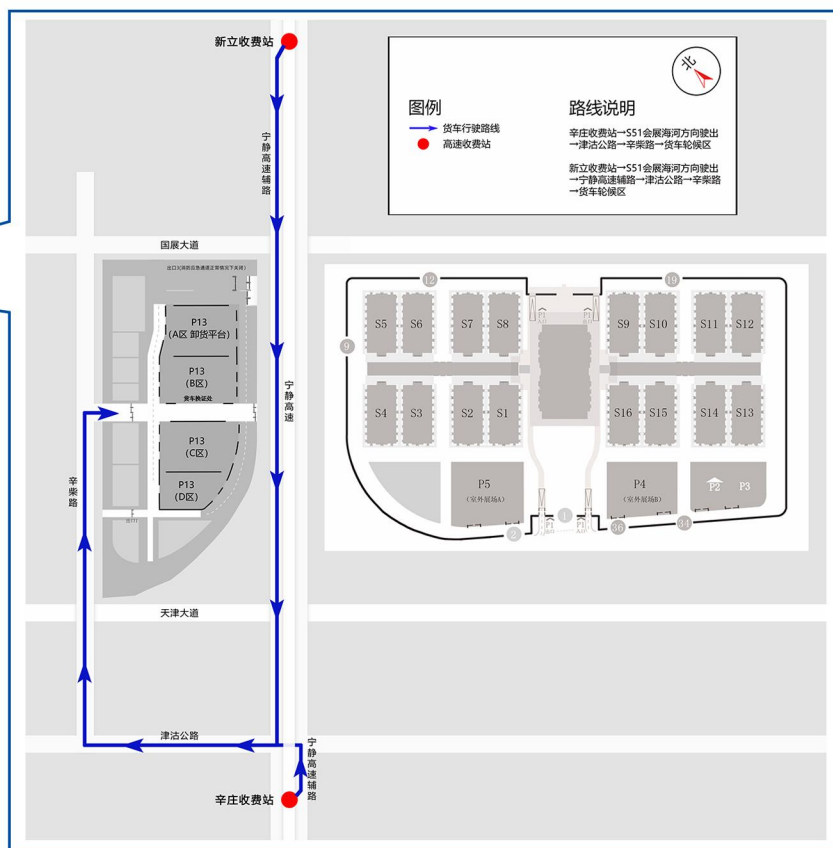 新立收费站
北
图例
货车行驶路线
高速收费站
路线说明
辛庄收费站→S51会展海河方向驶出
→津沽公路→辛柴路→货车轮候区
新立收费站→S51会展海河方向驶出
→宁静高速辅路→津沽公路→辛柴路
→货车轮候区
宁静高速辅路
国展大道
12
19
P13
(A区 卸货平台)
P13
(B区)
货车换证处
P13
(C区)
P13
(D区)
宁静高速
辛柴路
9
S5
S6
S7
S8
S9
S10
S11
S12
S4
S3
S2
S1
S16
S15
S14
S13
P5
(室外展场A)
P4
(室外展场B)
P2
P3
P1
P1
1
2
36
34
天津大道
津沽公路
宁静高速辅路
辛庄收费站